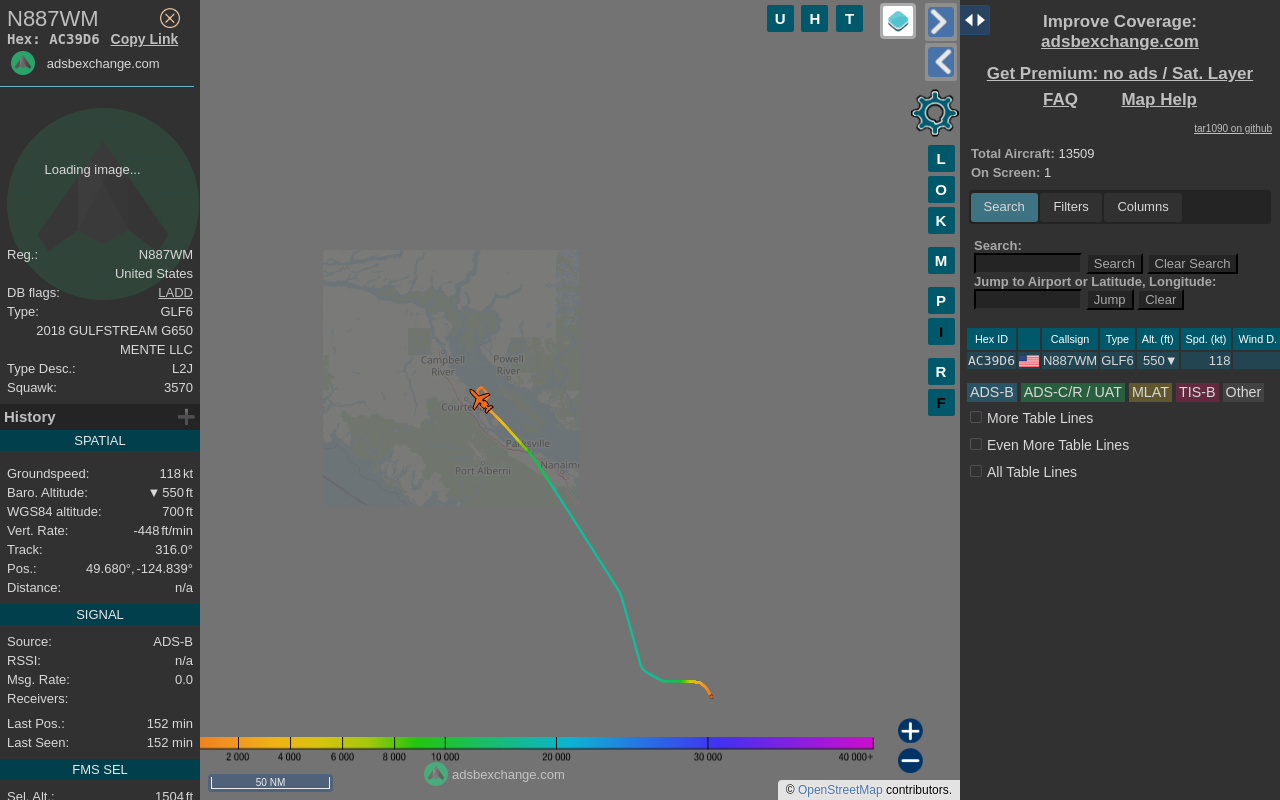 N887WM
Hex: AC39D6 Copy Link
adsbexchange.com
Loading image...
Reg.: N887WM
United States
DB flags: LADD
Type: GLF6
2018 GULFSTREAM G650
MENTE LLC
Type Desc.: L2J
Squawk: 3570
History
SPATIAL
Groundspeed: 118 kt
Baro. Altitude: ▼ 550 ft
WGS84 altitude: 700 ft
Vert. Rate: -448 ft/min
Track: 316.0°
Pos.: 49.680°, -124.839°
Distance: n/a
SIGNAL
Source: ADS-B
RSSI: n/a
Msg. Rate: 0.0
Receivers:
Last Pos.: 152 min
Last Seen: 152 min
FMS SEL
Sel. Alt.: 1504 ft
U H T
L
O
K
M
P
I
R
F
Campbell
River
Powell
River
Parksville
Nanaim
Port Alberni
2 000 4 000 6 000 8 000 10 000 20 000 30 000 40 000+
50 NM
adsbexchange.com
© OpenStreetMap contributors.
Improve Coverage:
adsbexchange.com
Get Premium: no ads / Sat. Layer
FAQ Map Help
tar1090 on github
Total Aircraft: 13509
On Screen: 1
Search Filters Columns
Search:
Search Clear Search
Jump to Airport or Latitude, Longitude:
Jump Clear
Hex ID Callsign Type Alt. (ft) Spd. (kt) Wind D.
AC39D6 N887WM GLF6 550▼ 118
ADS-B ADS-C/R / UAT MLAT TIS-B Other
More Table Lines
Even More Table Lines
All Table Lines